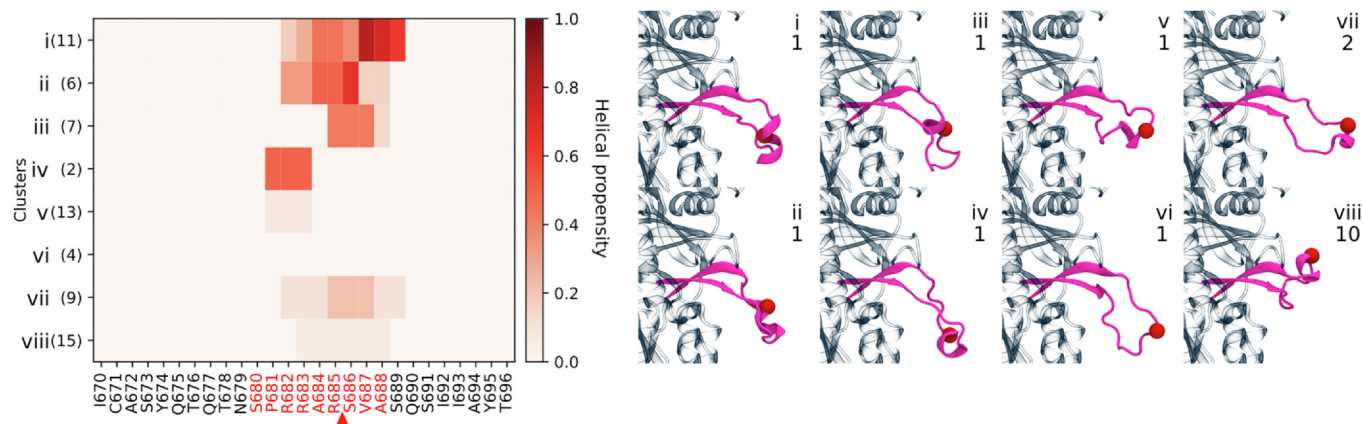 Clusters
i(11)
ii (6)
iii (7)
iv (2)
v (13)
vi (4)
vii (9)
viii(15)
I670
C671
A672
S673
Y674
Q675
T676
Q677
T678
N679
S680
P681
R682
R683
A684
R685
S686
V687
A688
S689
Q690
S691
I692
I693
A694
Y695
T696
1.0
0.8
0.6
0.4
0.2
0.0
Helical propensity
i
1
iii
1
v
1
vii
2
ii
1
iv
1
vi
1
viii
10